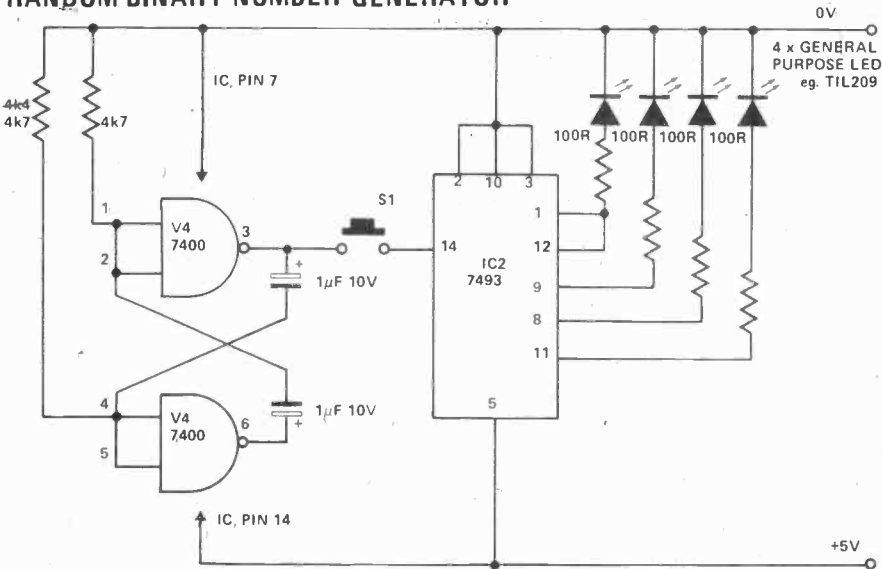 RANDOM BINARY NUMBER GENERATOR
0V
4 x GENERAL
PURPOSE LED
eg. TIL209
IC, PIN 7
4k4
4k7
4k7
100R
100R
100R
100R
2
10
3
1
2
V4
7400
3
S1
14
IC2
7493
1
12
9
8
11
5
1μF 10V
1μF 10V
4
5
V4
7400
6
IC, PIN 14
+5V